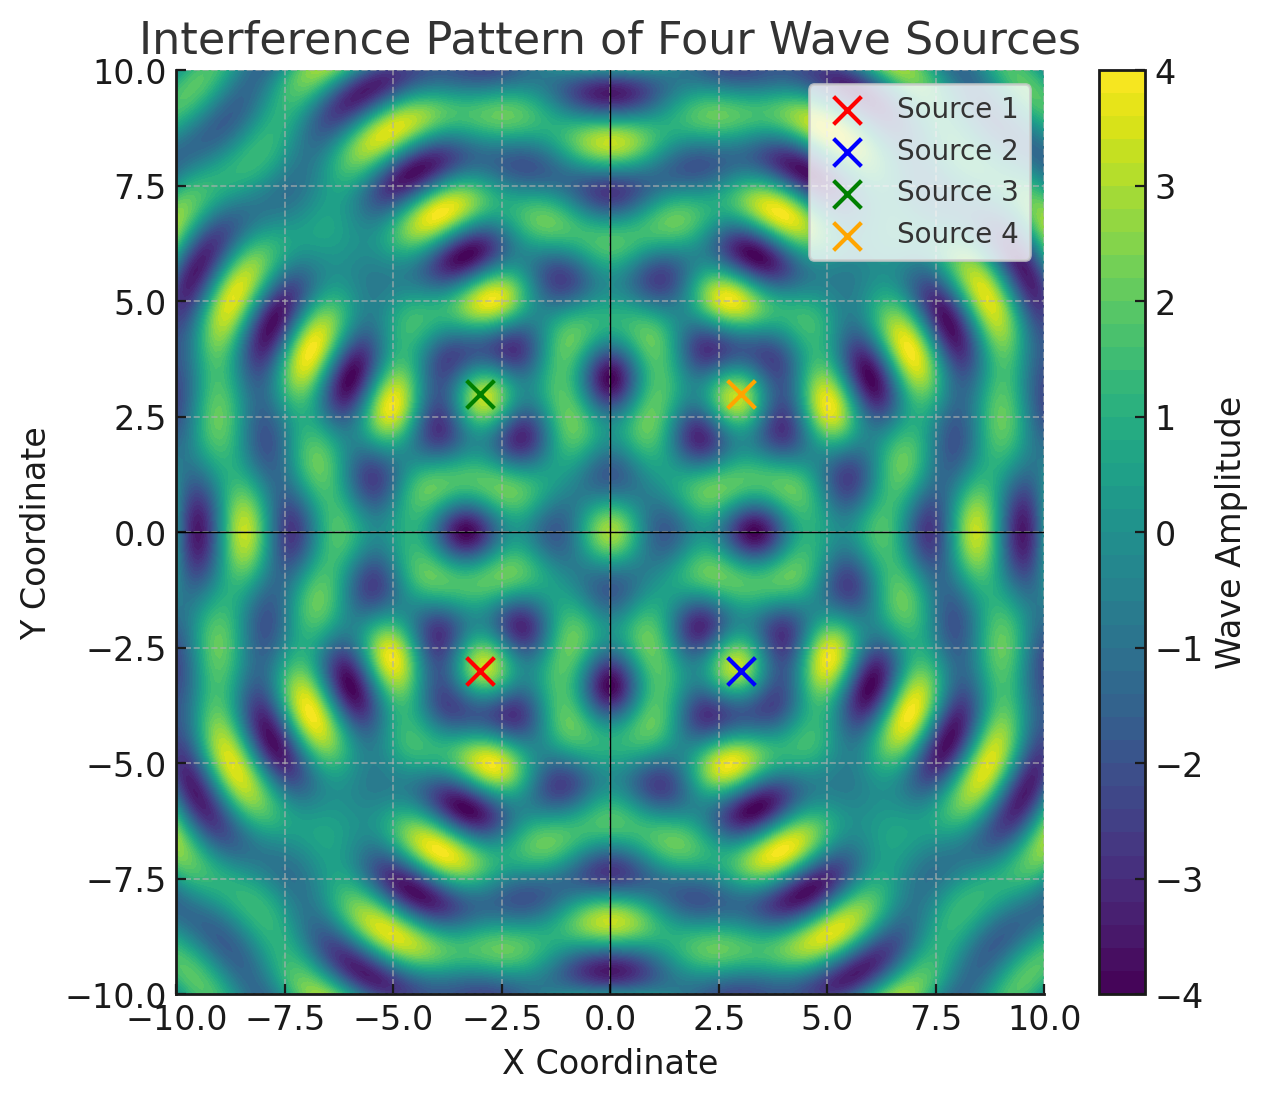 Interference Pattern of Four Wave Sources
Source 1
Source 2
Source 3
Source 4
10.0
7.5
5.0
2.5
0.0
−2.5
−5.0
−7.5
−10.0
Y Coordinate
−10.0 −7.5 −5.0 −2.5 0.0 2.5 5.0 7.5 10.0
X Coordinate
4
3
2
1
0
−1
−2
−3
−4
Wave Amplitude